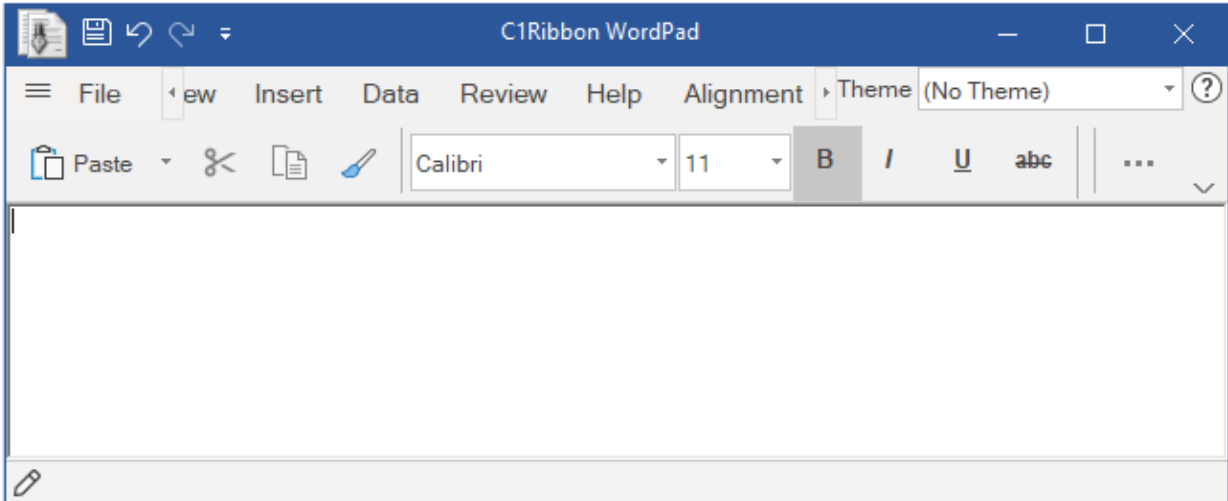 C1Ribbon WordPad
File ew Insert Data Review Help Alignment Theme (No Theme) ?
Paste Calibri 11 B I U abc ...